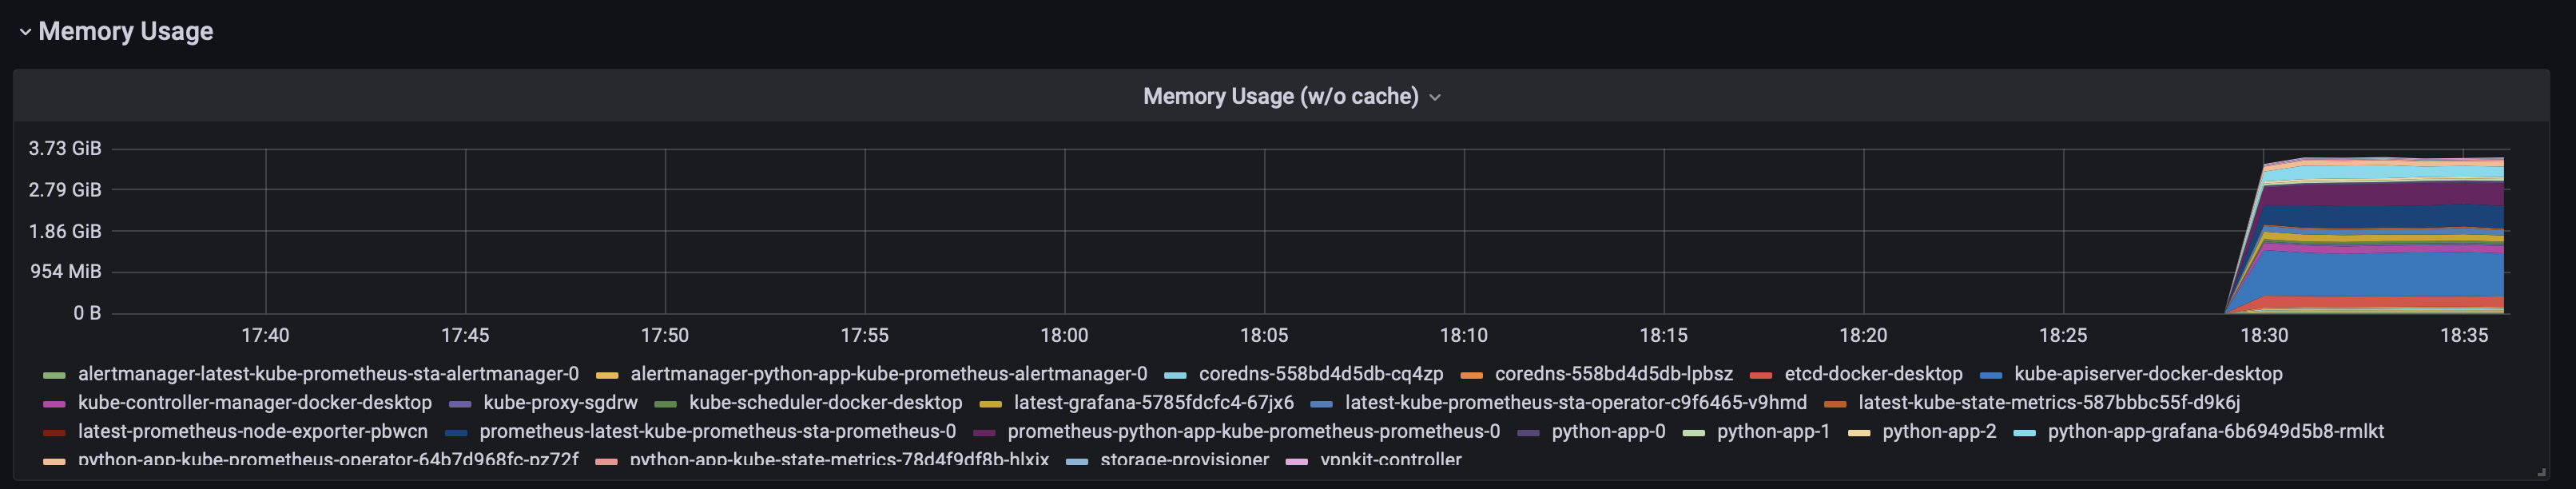 Memory Usage
Memory Usage (w/o cache)
3.73 GiB
2.79 GiB
1.86 GiB
954 MiB
0 B
17:40 17:45 17:50 17:55 18:00 18:05 18:10 18:15 18:20 18:25 18:30 18:35
alertmanager-latest-kube-prometheus-sta-alertmanager-0 alertmanager-python-app-kube-prometheus-alertmanager-0 coredns-558bd4d5db-cq4zp coredns-558bd4d5db-lpbsz etcd-docker-desktop kube-apiserver-docker-desktop
kube-controller-manager-docker-desktop kube-proxy-sgdrw kube-scheduler-docker-desktop latest-grafana-5785fdcfc4-67jx6 latest-kube-prometheus-sta-operator-c9f6465-v9hmd latest-kube-state-metrics-587bbbc55f-d9k6j
latest-prometheus-node-exporter-pbwcn prometheus-latest-kube-prometheus-sta-prometheus-0 prometheus-python-app-kube-prometheus-prometheus-0 python-app-0 python-app-1 python-app-2 python-app-grafana-6b6949d5b8-rmlkt
python-app-kube-prometheus-operator-64b7d968fc-pz72f python-app-kube-state-metrics-78d4f9df8b-hlxjx storage-provisioner vpnkit-controller